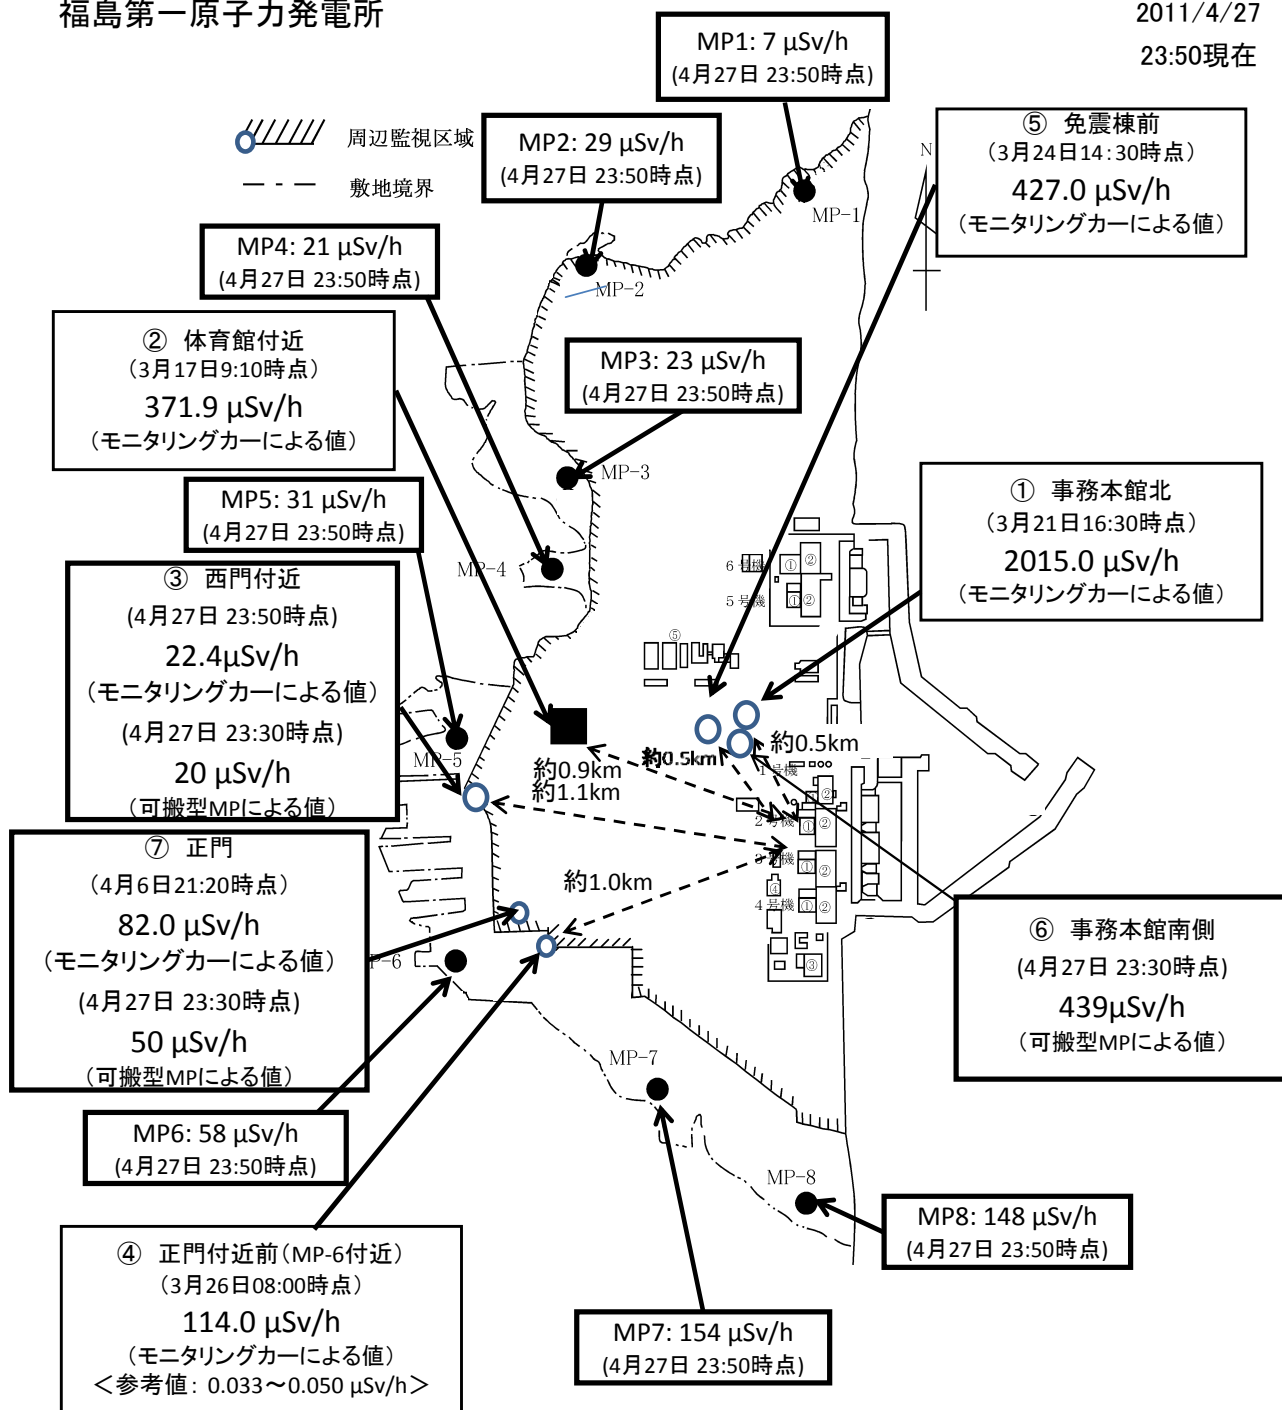 福島第一原子力発電所
2011/4/27
23:50現在
MP1: 7 μSv/h
(4月27日 23:50時点)
周辺監視区域
敷地境界
MP2: 29 μSv/h
(4月27日 23:50時点)
⑤ 免震棟前
(3月24日14:30時点)
427.0 μSv/h
(モニタリングカーによる値)
N
MP-1
MP4: 21 μSv/h
(4月27日 23:50時点)
MP-2
② 体育館付近
(3月17日9:10時点)
371.9 μSv/h
(モニタリングカーによる値)
MP3: 23 μSv/h
(4月27日 23:50時点)
MP-3
MP5: 31 μSv/h
(4月27日 23:50時点)
① 事務本館北
(3月21日16:30時点)
2015.0 μSv/h
(モニタリングカーによる値)
MP-4
③ 西門付近
(4月27日 23:50時点)
22.4μSv/h
(モニタリングカーによる値)
(4月27日 23:30時点)
20 μSv/h
(可搬型MPによる値)
6号機
① ②
5号機
① ②
⑤
MP-5
約0.9km
約1.1km
約0.5km
約0.5km
1号機
②
2号機
① ②
3号機
① ②
④
4号機
① ②
③
約1.0km
⑦ 正門
(4月6日21:20時点)
82.0 μSv/h
(モニタリングカーによる値)
(4月27日 23:30時点)
50 μSv/h
(可搬型MPによる値)
P-6
⑥ 事務本館南側
(4月27日 23:30時点)
439μSv/h
(可搬型MPによる値)
MP-7
MP6: 58 μSv/h
(4月27日 23:50時点)
MP-8
MP8: 148 μSv/h
(4月27日 23:50時点)
④ 正門付近前(MP-6付近)
(3月26日08:00時点)
114.0 μSv/h
(モニタリングカーによる値)
<参考値: 0.033～0.050 μSv/h>
MP7: 154 μSv/h
(4月27日 23:50時点)